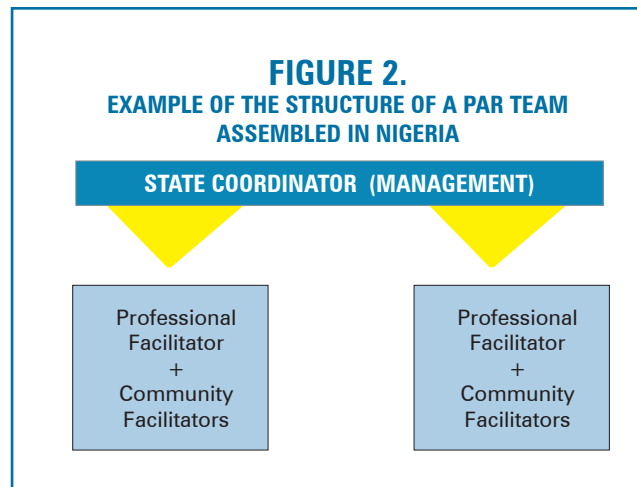 FIGURE 2.
EXAMPLE OF THE STRUCTURE OF A PAR TEAM
ASSEMBLED IN NIGERIA
STATE COORDINATOR (MANAGEMENT)
Professional
Facilitator
+
Community
Facilitators
Professional
Facilitator
+
Community
Facilitators